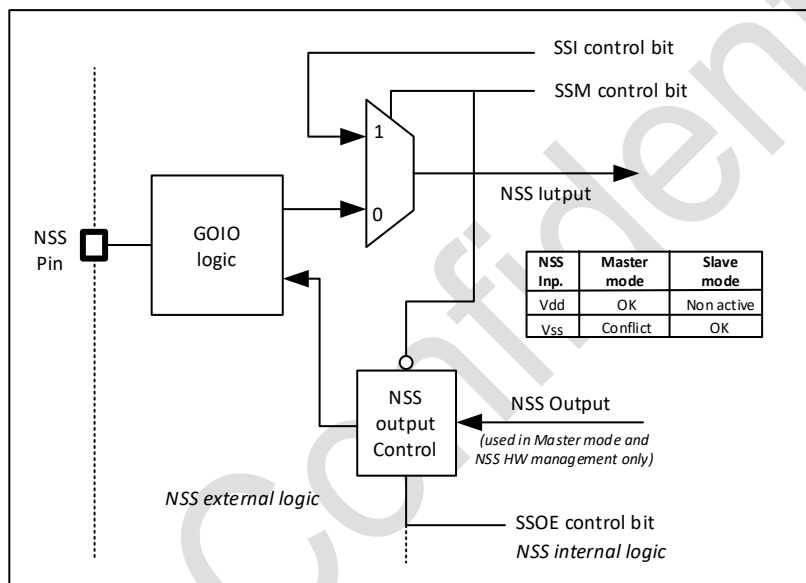 SSI control bit
SSM control bit
1
0
NSS Iutput
NSS
Pin
GOIO
logic
NSS Inp. Master mode Slave mode
Vdd OK Non active
Vss Conflict OK
NSS
output
Control
NSS Output
(used in Master mode and
NSS HW management only)
NSS external logic
SSOE control bit
NSS internal logic
Confident